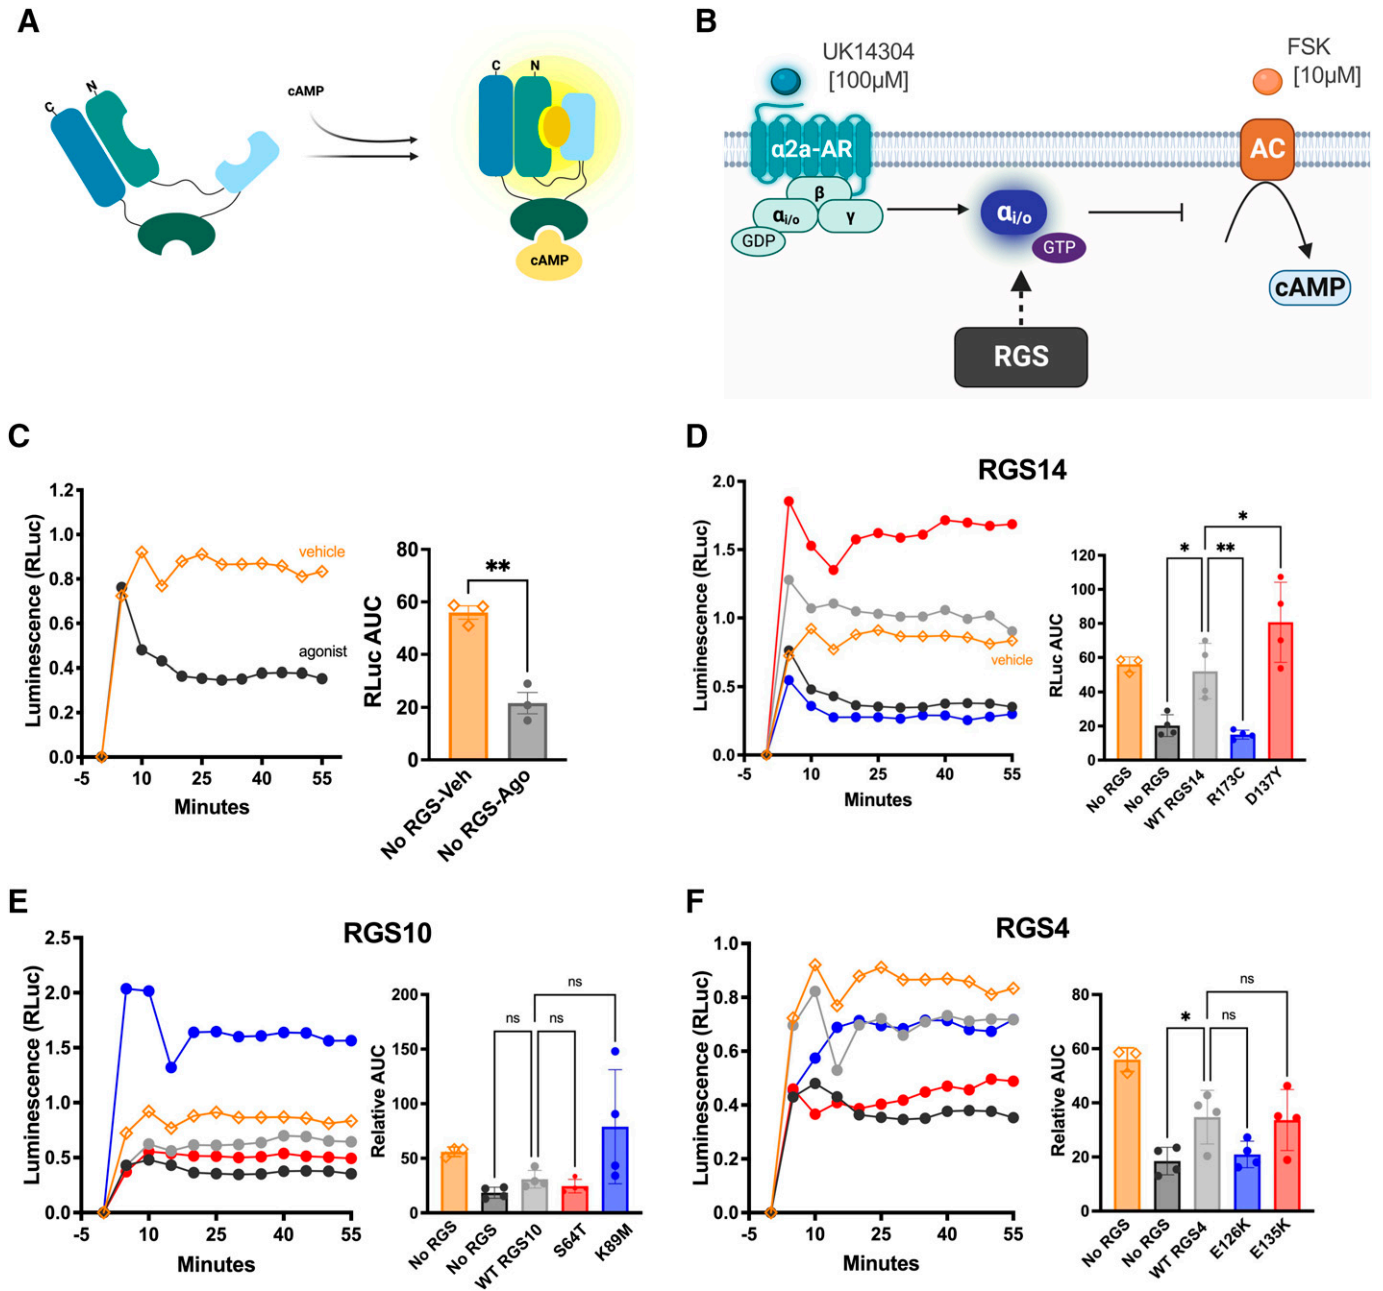 A
C
N
cAMP
C
N
cAMP
B
UK14304
[100µM]
FSK
[10µM]
α2a-AR
AC
β
αi/o
γ
GDP
αi/o
GTP
cAMP
RGS
C
Luminescence (RLuc)
1.2
1.0
0.8
0.6
0.4
0.2
0.0
-5
10
25
40
55
Minutes
vehicle
agonist
RLuc AUC
80
60
40
20
0
**
No RGS-Veh
No RGS-Ago
D
RGS14
Luminescence (RLuc)
2.0
1.5
1.0
0.5
0.0
-5
10
25
40
55
Minutes
vehicle
RLuc AUC
120
100
80
60
40
20
0
*
**
*
No RGS
No RGS
WT RGS14
R173C
D137Y
E
RGS10
Luminescence (RLuc)
2.5
2.0
1.5
1.0
0.5
0.0
-5
10
25
40
55
Minutes
Relative AUC
200
150
100
50
0
ns
ns
ns
No RGS
No RGS
WT RGS10
S64T
K89M
F
RGS4
Luminescence (RLuc)
1.0
0.8
0.6
0.4
0.2
0.0
-5
10
25
40
55
Minutes
Relative AUC
80
60
40
20
0
*
ns
ns
No RGS
No RGS
WT RGS4
E126K
E135K